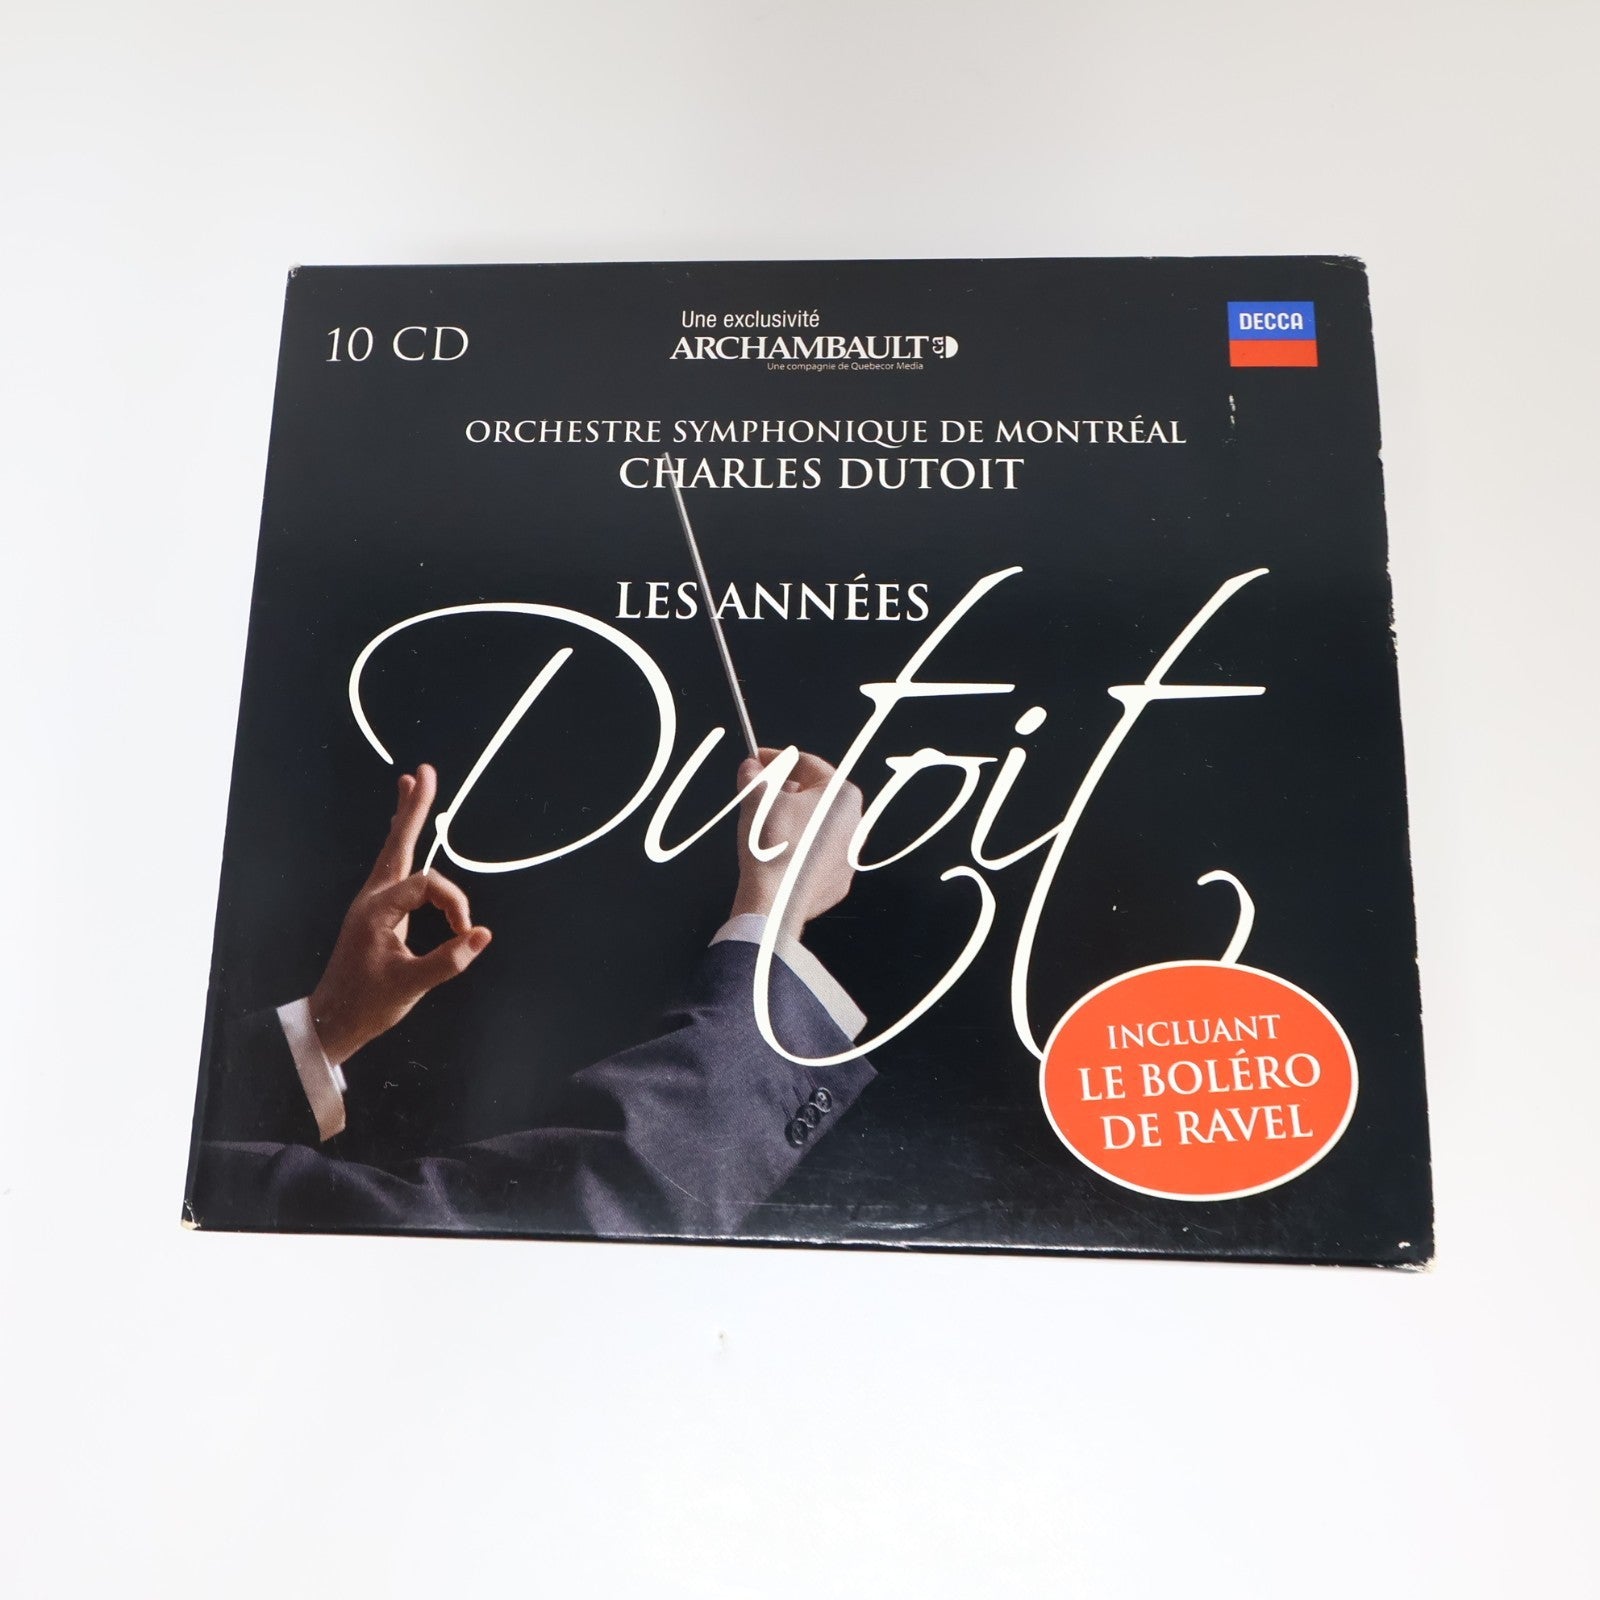 10 CD
Une exclusivité
ARCHAMBAULT.ca
Une compagnie de Quebecor Media
DECCA
ORCHESTRE SYMPHONIQUE DE MONTRÉAL
CHARLES DUTOIT
LES ANNÉES
Dutoit
INCLUANT
LE BOLÉRO
DE RAVEL